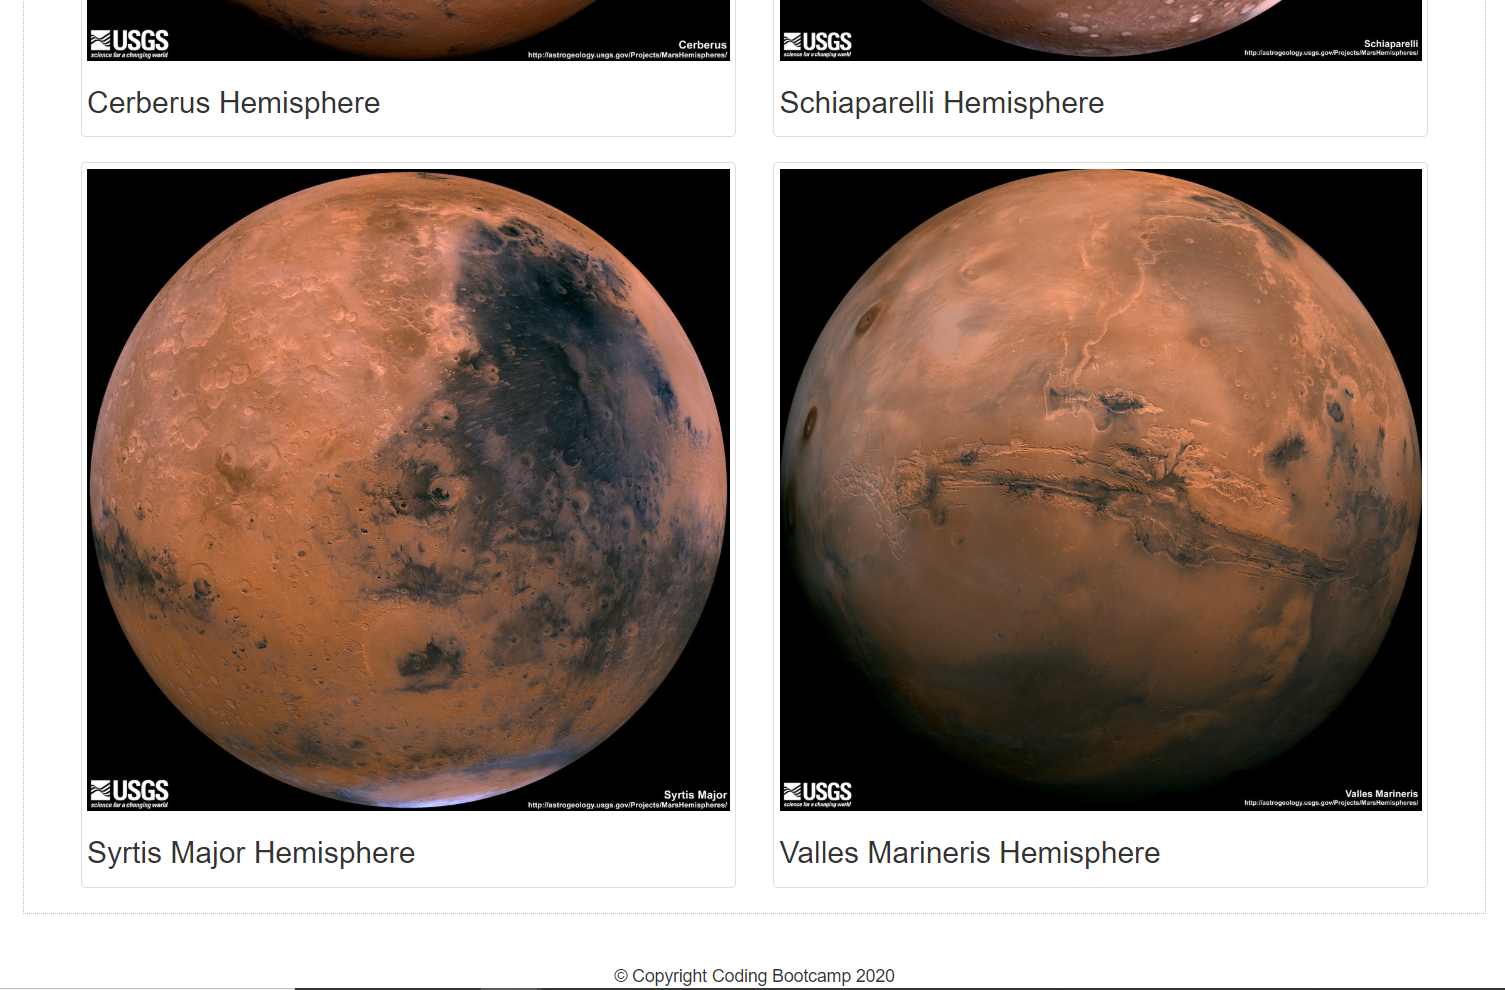 USGS
science for a changing world
Cerberus
http://astrogeology.usgs.gov/Projects/MarsHemispheres/
USGS
science for a changing world
Schiaparelli
http://astrogeology.usgs.gov/Projects/MarsHemispheres/
Cerberus Hemisphere
Schiaparelli Hemisphere
USGS
science for a changing world
Syrtis Major
http://astrogeology.usgs.gov/Projects/MarsHemispheres/
USGS
science for a changing world
Valles Marineris
http://astrogeology.usgs.gov/Projects/MarsHemispheres/
Syrtis Major Hemisphere
Valles Marineris Hemisphere
© Copyright Coding Bootcamp 2020